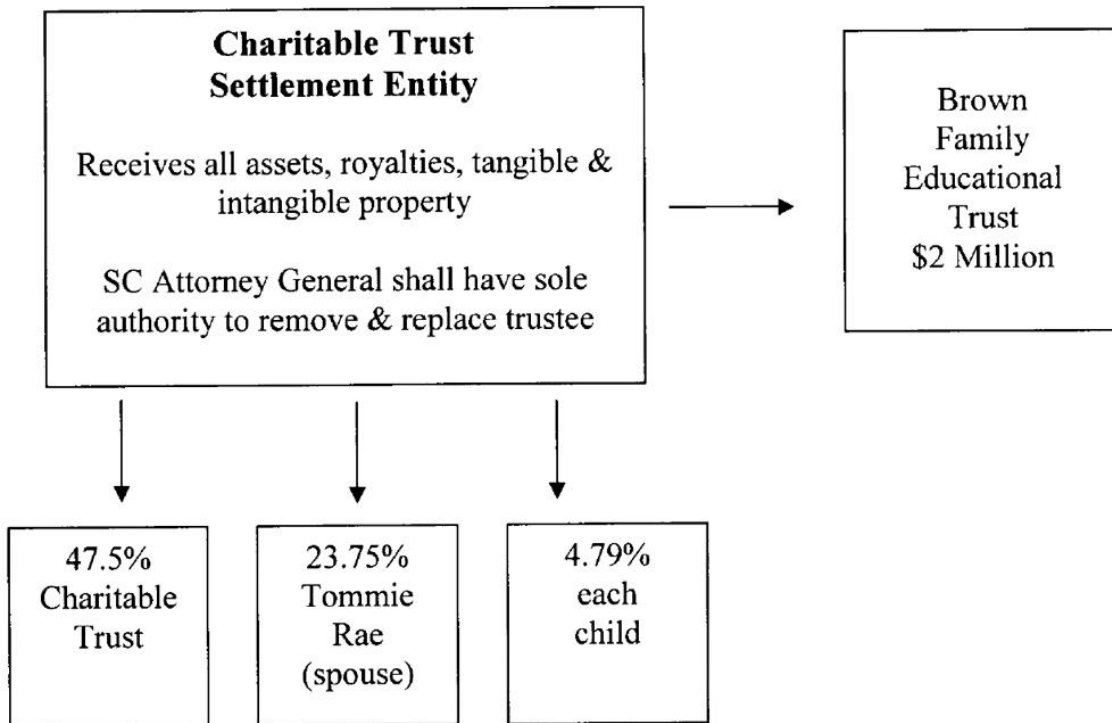 Charitable Trust
Settlement Entity
Receives all assets, royalties, tangible &
intangible property
SC Attorney General shall have sole
authority to remove & replace trustee
Brown
Family
Educational
Trust
$2 Million
47.5%
Charitable
Trust
23.75%
Tommie
Rae
(spouse)
4.79%
each
child